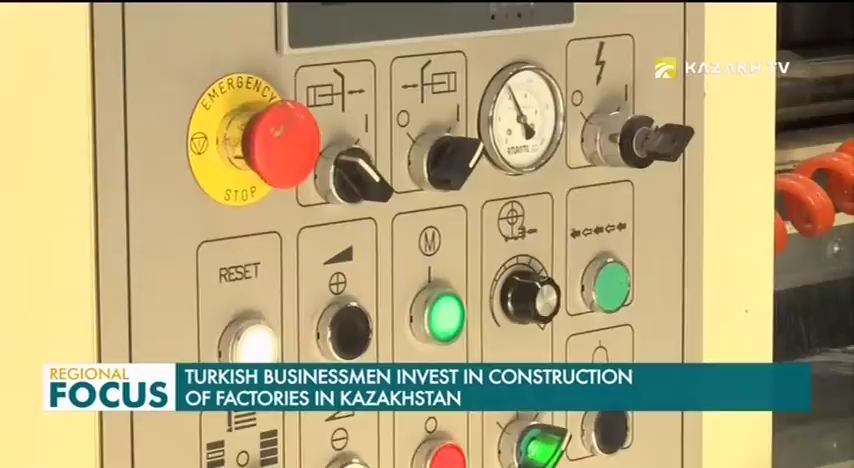 EMERGENCY
STOP
KAZAKH TV
RESET
M
REGIONAL
FOCUS
TURKISH BUSINESSMEN INVEST IN CONSTRUCTION
OF FACTORIES IN KAZAKHSTAN